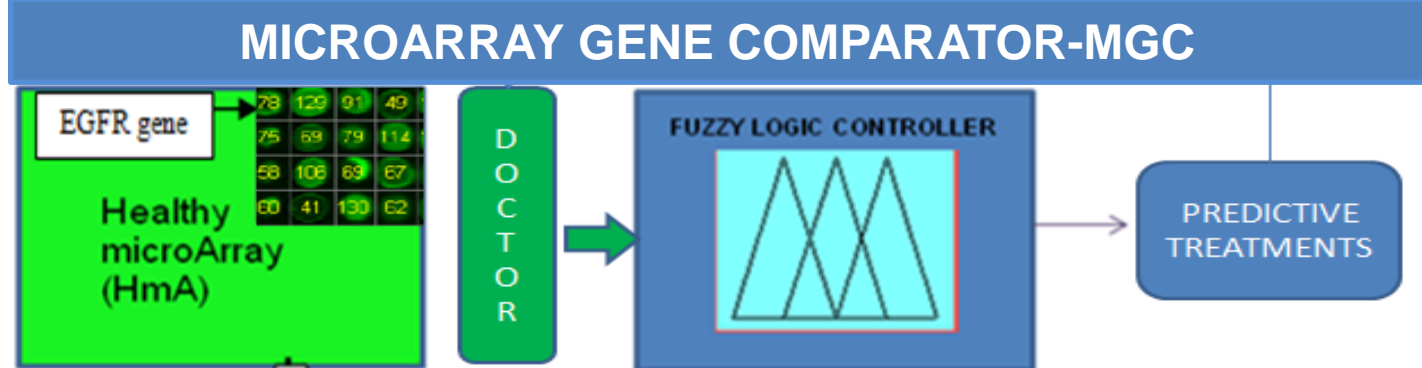 MICROARRAY GENE COMPARATOR-MGC
EGFR gene
78 129 91 49
75 69 79 114
58 106 69 67
60 41 130 62
Healthy
microArray
(HmA)
D
O
C
T
O
R
FUZZY LOGIC CONTROLLER
PREDICTIVE
TREATMENTS